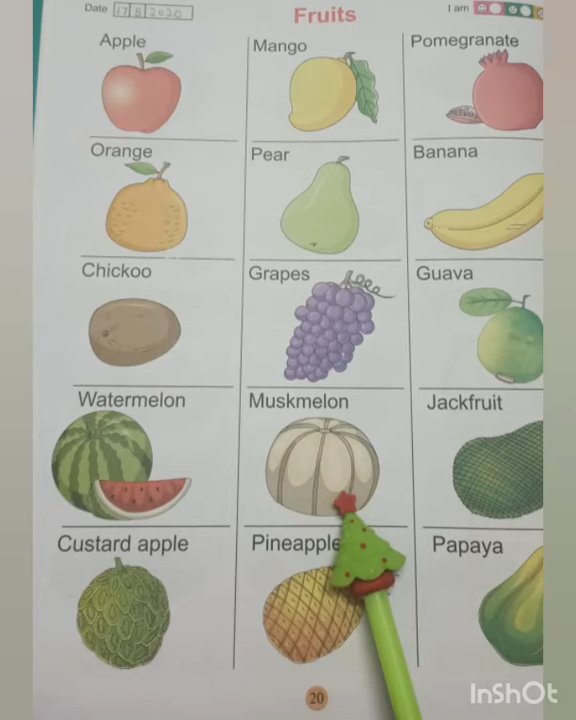 Date 17 5 2020
Fruits
I am
Apple
Mango
Pomegranate
Orange
Pear
Banana
Chickoo
Grapes
Guava
Watermelon
Muskmelon
Jackfruit
Custard apple
Pineapple
Papaya
20
InShOt